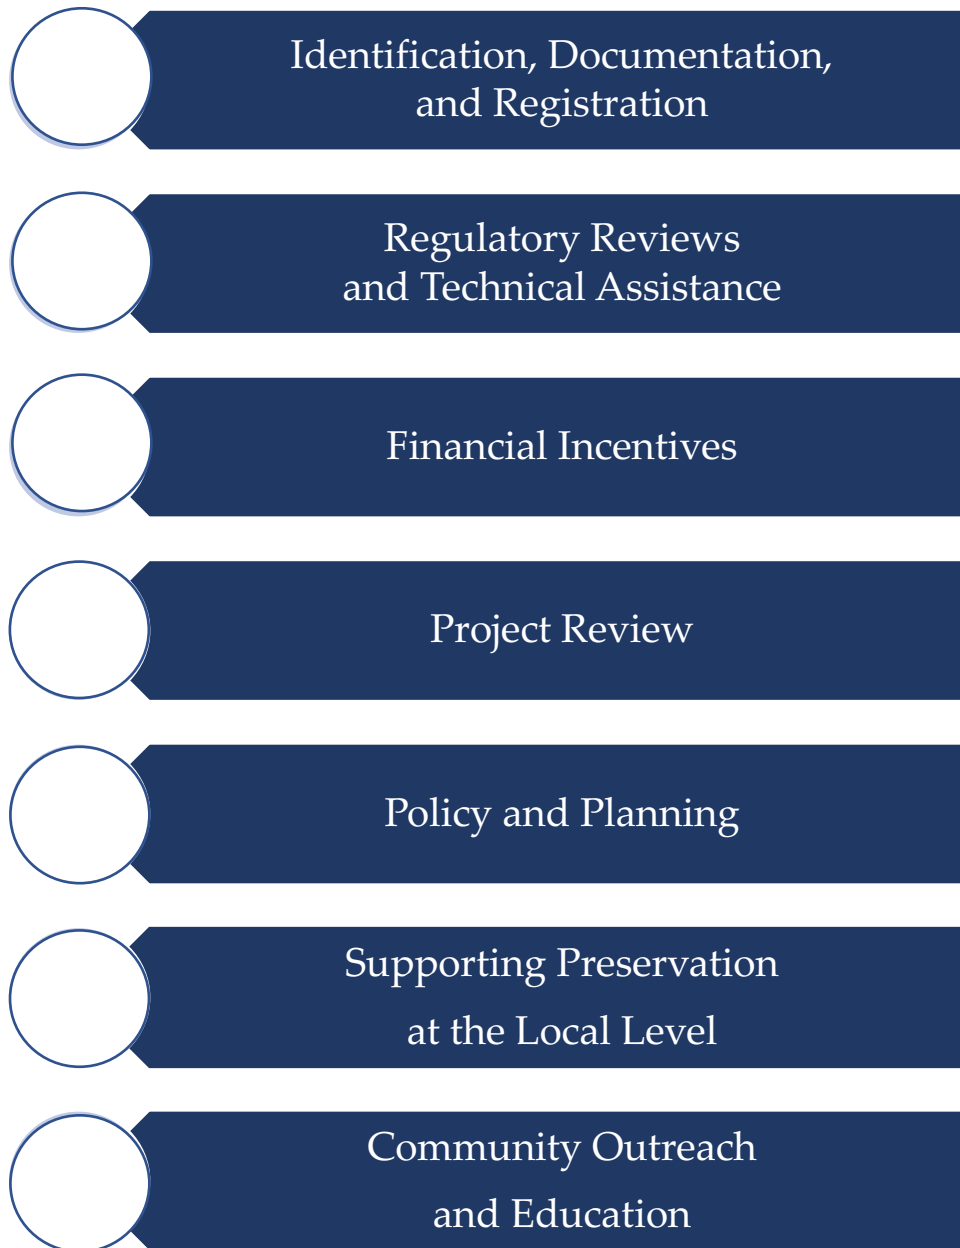 Identification, Documentation,
and Registration
Regulatory Reviews
and Technical Assistance
Financial Incentives
Project Review
Policy and Planning
Supporting Preservation
at the Local Level
Community Outreach
and Education